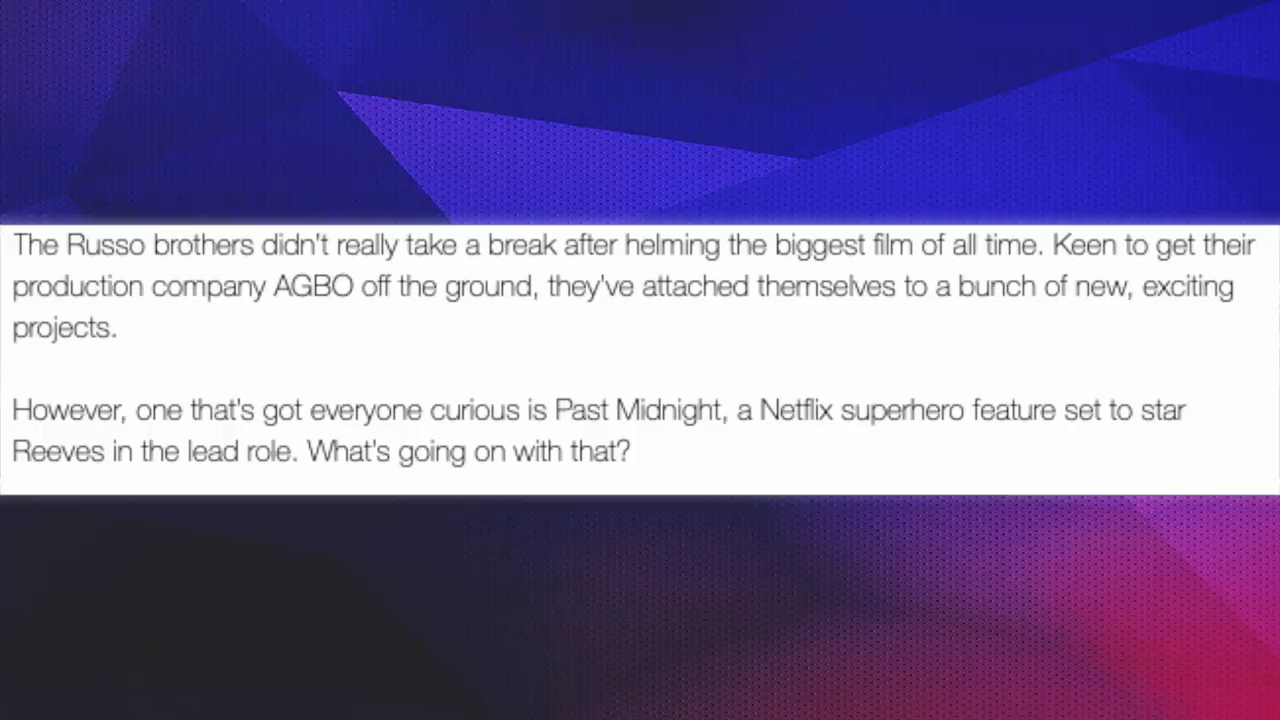 The Russo brothers didn't really take a break after helming the biggest film of all time. Keen to get their
production company AGBO off the ground, they've attached themselves to a bunch of new, exciting
projects.
However, one that's got everyone curious is Past Midnight, a Netflix superhero feature set to star
Reeves in the lead role. What's going on with that?